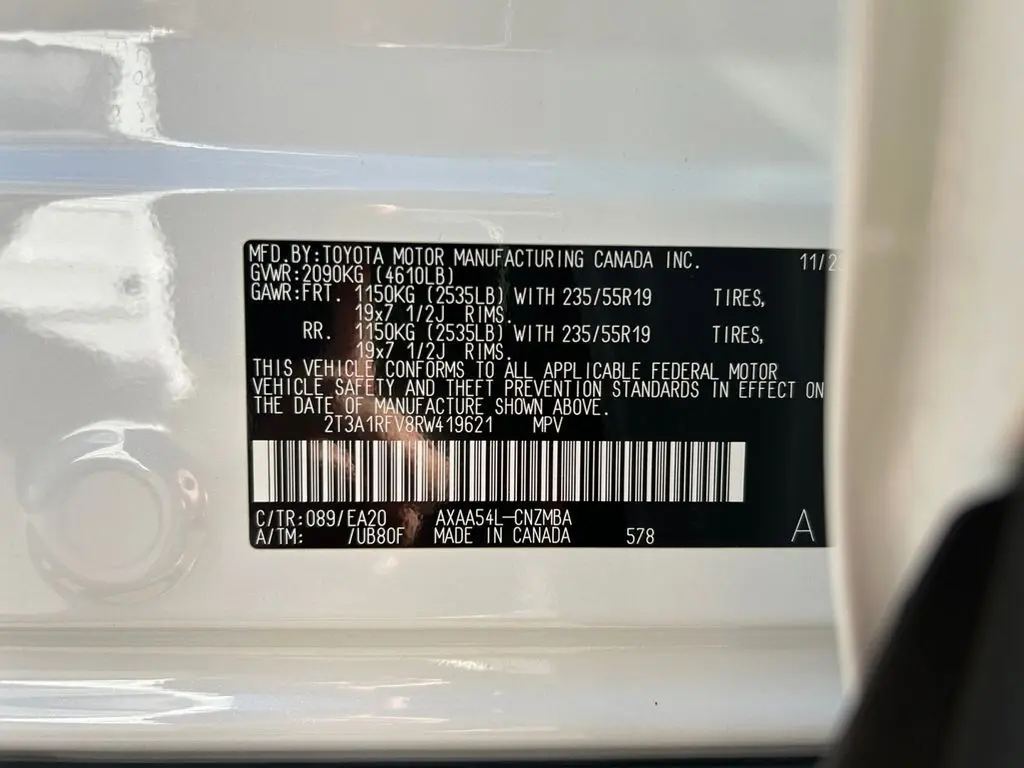 MFD.BY:TOYOTA MOTOR MANUFACTURING CANADA INC. 11/2
GVWR:2090KG (4610LB)
GAWR:FRT. 1150KG (2535LB) WITH 235/55R19 TIRES,
19x7 1/2J RIMS.
RR. 1150KG (2535LB) WITH 235/55R19 TIRES,
19x7 1/2J RIMS.
THIS VEHICLE CONFORMS TO ALL APPLICABLE FEDERAL MOTOR
VEHICLE SAFETY AND THEFT PREVENTION STANDARDS IN EFFECT ON
THE DATE OF MANUFACTURE SHOWN ABOVE.
2T3A1RFV8RW419621 MPV
C/TR:089/EA20 AXAA54L-CNZMBA
A/TM: /UB80F MADE IN CANADA 578
A